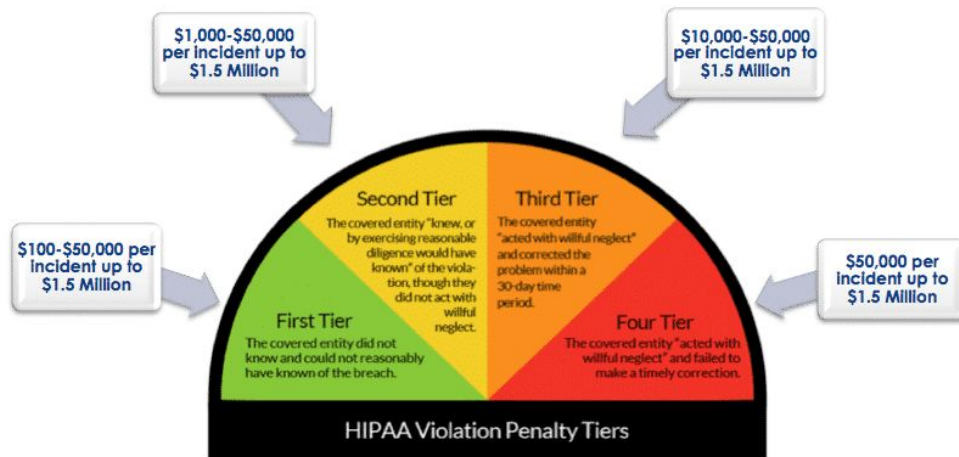 $1,000-$50,000
per incident up to
$1.5 Million
$10,000-$50,000
per incident up to
$1.5 Million
$100-$50,000 per
incident up to
$1.5 Million
$50,000 per
incident up to
$1.5 Million
Second Tier
The covered entity "knew, or
by exercising reasonable
diligence would have
known" of the viola-
tion, though they
did not act with
willful
neglect.
Third Tier
The covered entity
"acted with willful neglect"
and corrected the
problem within a
30-day time
period.
First Tier
The covered entity did not
know and could not reasonably
have known of the breach.
Four Tier
The covered entity "acted with
willful neglect" and failed to
make a timely correction.
HIPAA Violation Penalty Tiers